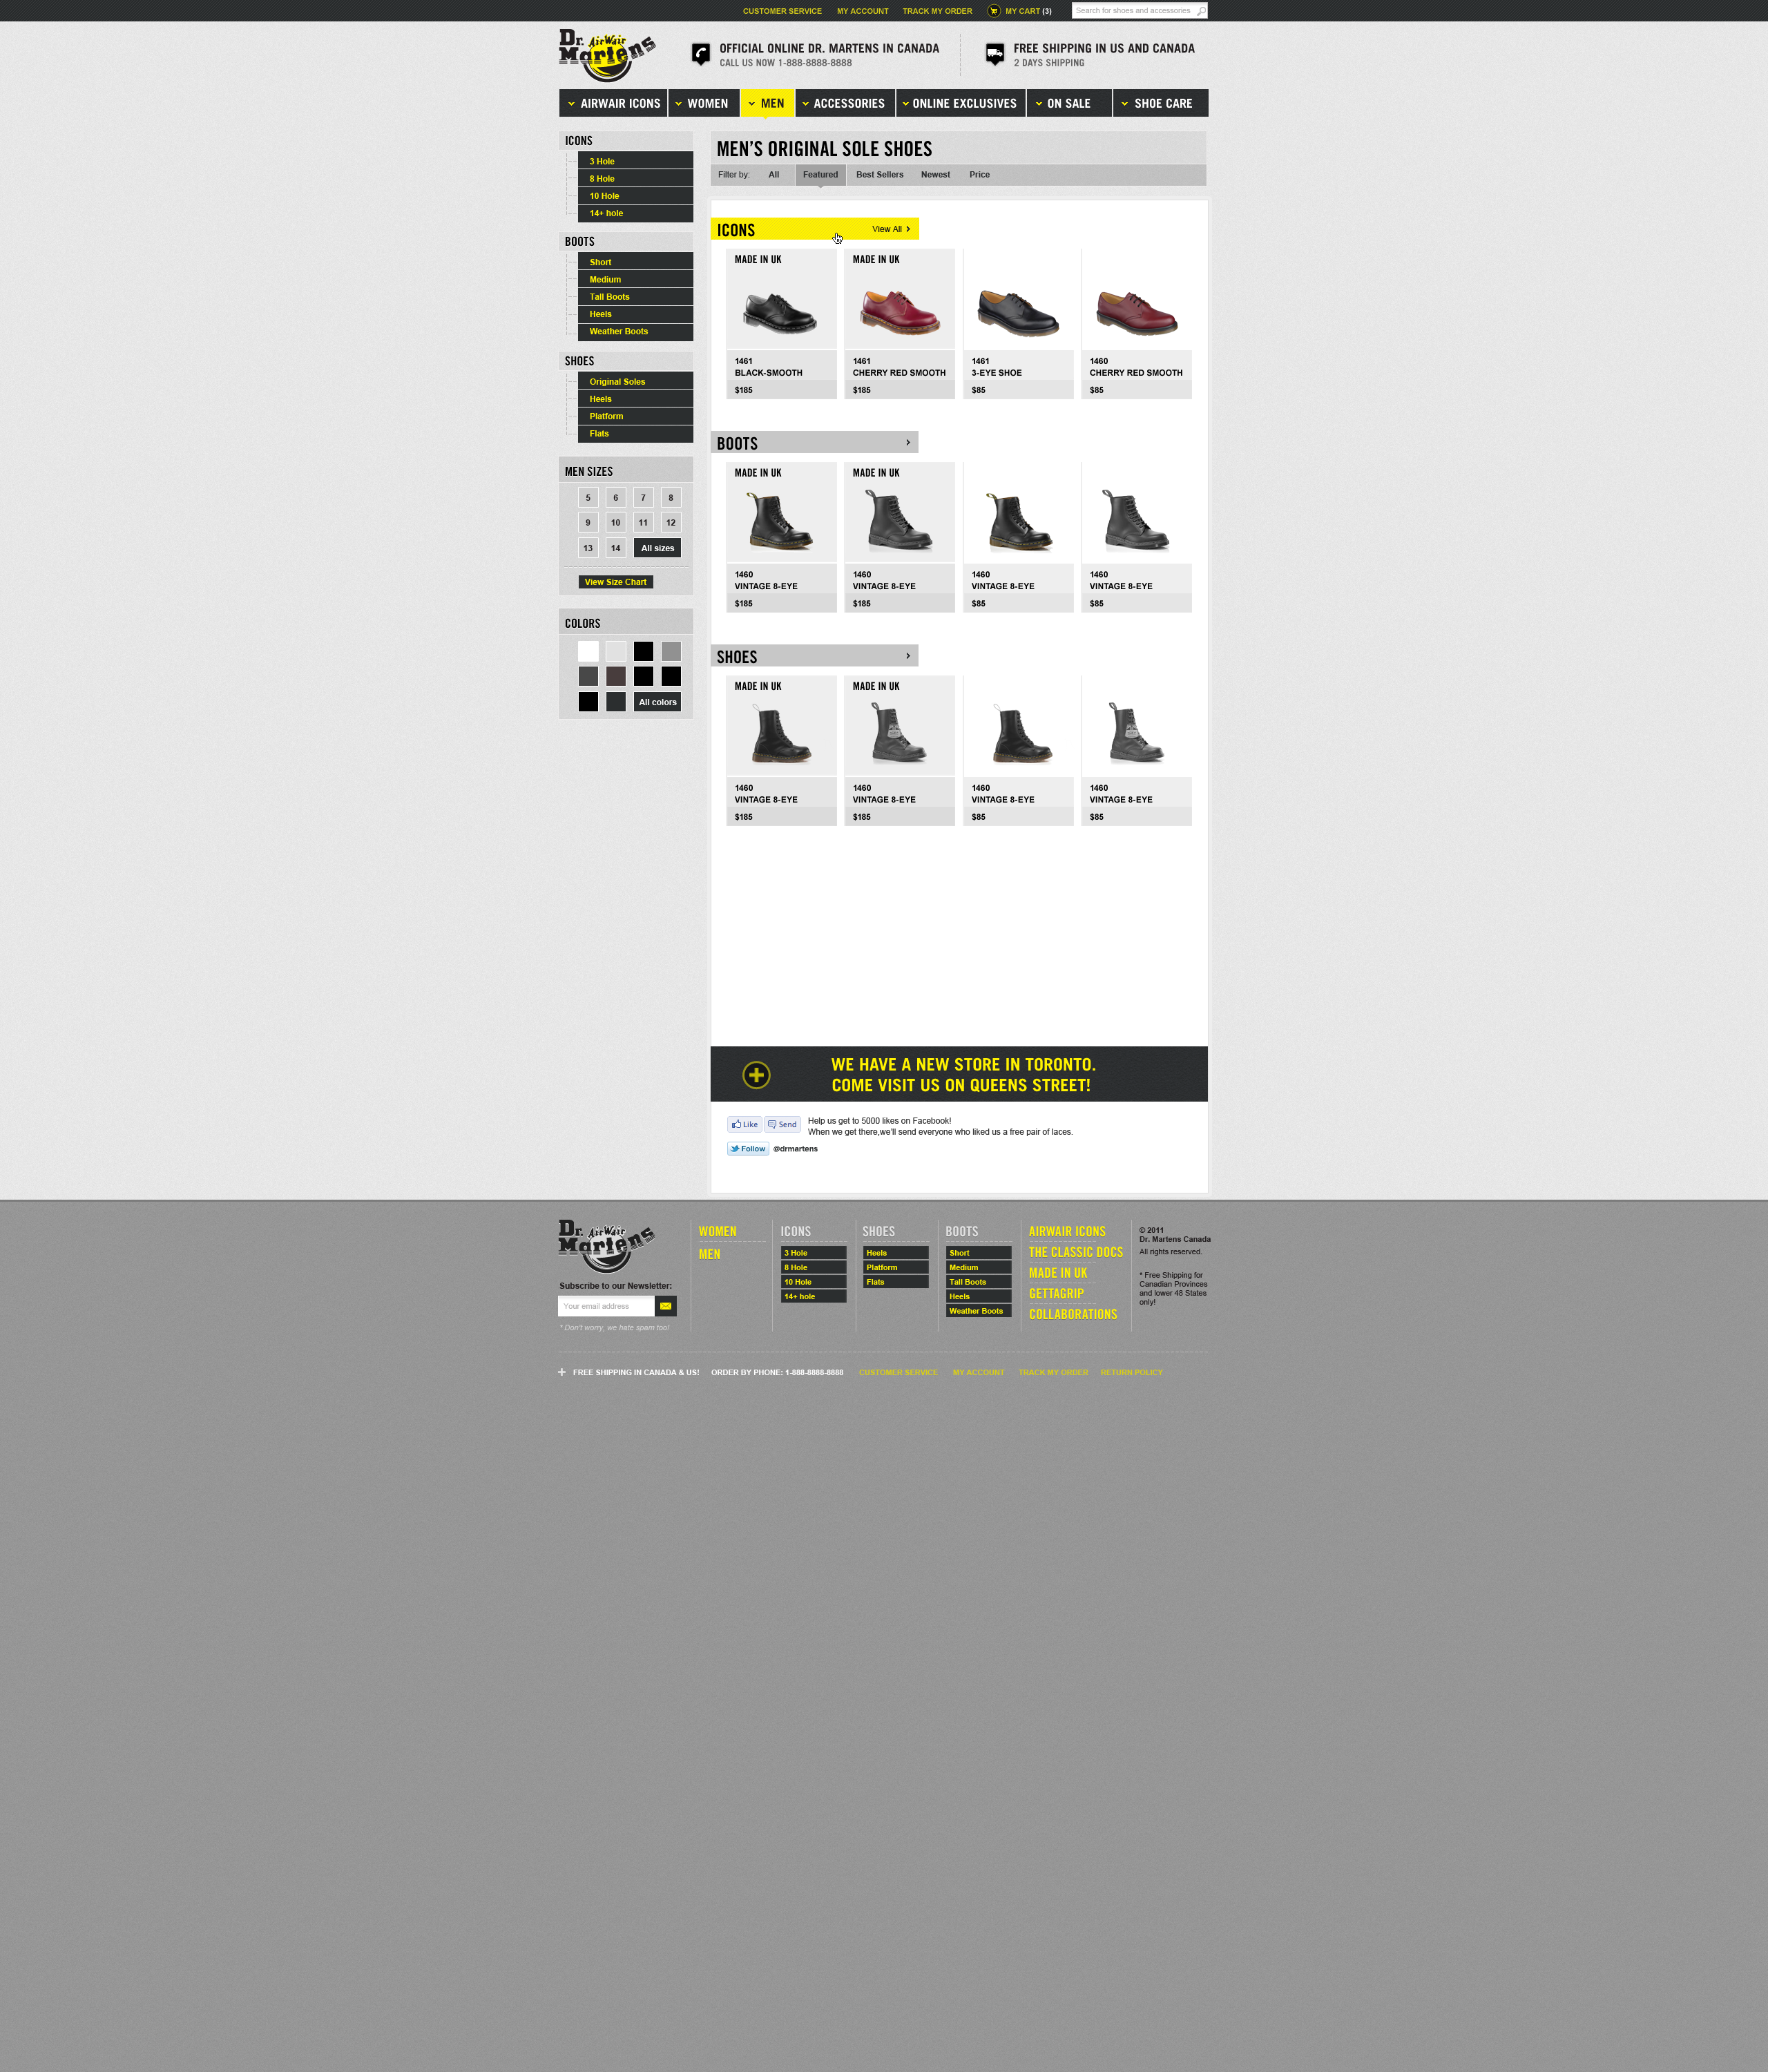 CUSTOMER SERVICE MY ACCOUNT TRACK MY ORDER MY CART (3) Search for shoes and accessories
Dr. AirWair
Martens
OFFICIAL ONLINE DR. MARTENS IN CANADA
CALL US NOW 1-888-8888-8888
FREE SHIPPING IN US AND CANADA
2 DAYS SHIPPING
AIRWAIR ICONS WOMEN MEN ACCESSORIES ONLINE EXCLUSIVES ON SALE SHOE CARE
ICONS
3 Hole
8 Hole
10 Hole
14+ hole
BOOTS
Short
Medium
Tall Boots
Heels
Weather Boots
SHOES
Original Soles
Heels
Platform
Flats
MEN SIZES
5 6 7 8
9 10 11 12
13 14 All sizes
View Size Chart
COLORS
All colors
MEN'S ORIGINAL SOLE SHOES
Filter by: All Featured Best Sellers Newest Price
ICONS View All
MADE IN UK MADE IN UK
1461 1461 1461 1460
BLACK-SMOOTH CHERRY RED SMOOTH 3-EYE SHOE CHERRY RED SMOOTH
$185 $185 $85 $85
BOOTS
MADE IN UK MADE IN UK
1460 1460 1460 1460
VINTAGE 8-EYE VINTAGE 8-EYE VINTAGE 8-EYE VINTAGE 8-EYE
$185 $185 $85 $85
SHOES
MADE IN UK MADE IN UK
1460 1460 1460 1460
VINTAGE 8-EYE VINTAGE 8-EYE VINTAGE 8-EYE VINTAGE 8-EYE
$185 $185 $85 $85
WE HAVE A NEW STORE IN TORONTO.
COME VISIT US ON QUEENS STREET!
Like Send
Help us get to 5000 likes on Facebook!
When we get there,we'll send everyone who liked us a free pair of laces.
Follow @drmartens
Dr. AirWair
Martens
Subscribe to our Newsletter:
Your email address
* Don't worry, we hate spam too!
WOMEN
MEN
ICONS
3 Hole
8 Hole
10 Hole
14+ hole
SHOES
Heels
Platform
Flats
BOOTS
Short
Medium
Tall Boots
Heels
Weather Boots
AIRWAIR ICONS
THE CLASSIC DOCS
MADE IN UK
GETTAGRIP
COLLABORATIONS
© 2011
Dr. Martens Canada
All rights reserved.
* Free Shipping for
Canadian Provinces
and lower 48 States
only!
FREE SHIPPING IN CANADA & US! ORDER BY PHONE: 1-888-8888-8888 CUSTOMER SERVICE MY ACCOUNT TRACK MY ORDER RETURN POLICY